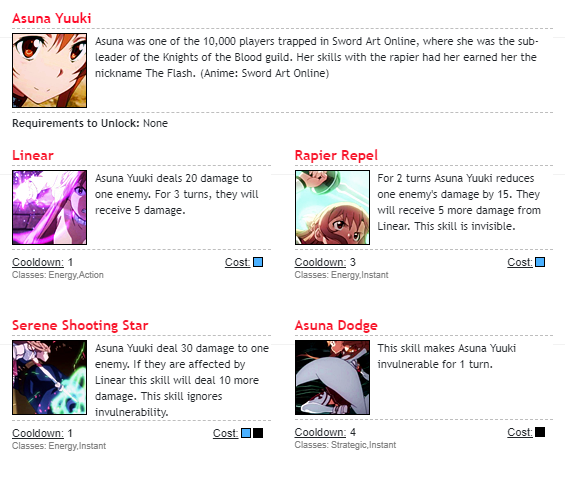 Asuna Yuuki
Asuna was one of the 10,000 players trapped in Sword Art Online, where she was the sub-
leader of the Knights of the Blood guild. Her skills with the rapier had her earned her the
nickname The Flash. (Anime: Sword Art Online)
Requirements to Unlock: None
Linear
Asuna Yuuki deals 20 damage to
one enemy. For 3 turns, they will
receive 5 damage.
Cooldown: 1
Cost:
Classes: Energy,Action
Rapier Repel
For 2 turns Asuna Yuuki reduces
one enemy's damage by 15. They
will receive 5 more damage from
Linear. This skill is invisible.
Cooldown: 3
Cost:
Classes: Energy,Instant
Serene Shooting Star
Asuna Yuuki deal 30 damage to one
enemy. If they are affected by
Linear this skill will deal 10 more
damage. This skill ignores
invulnerability.
Cooldown: 1
Cost:
Classes: Energy,Instant
Asuna Dodge
This skill makes Asuna Yuuki
invulnerable for 1 turn.
Cooldown: 4
Cost:
Classes: Strategic,Instant